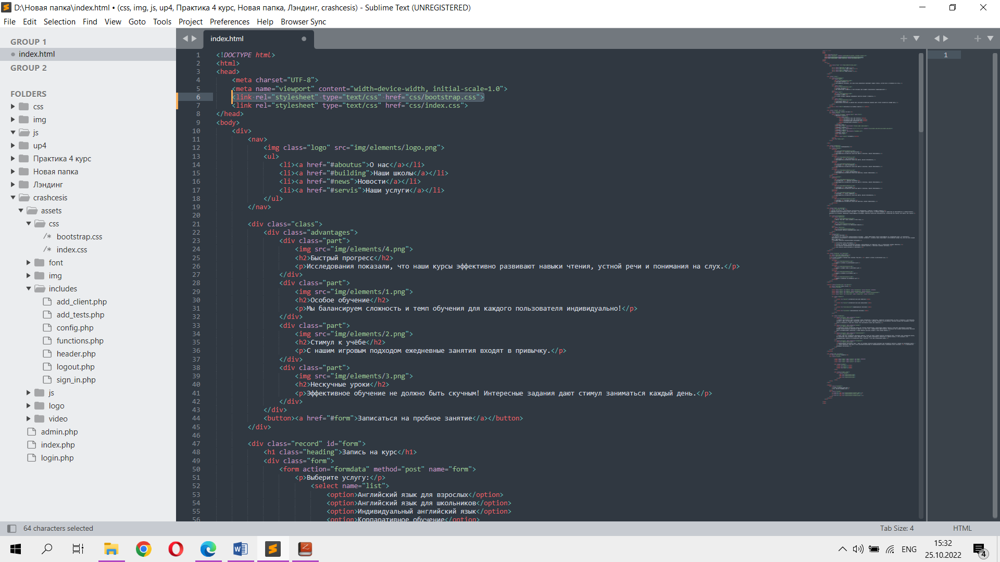 D:\Новая папка\index.html • (css, img, js, up4, Практика 4 курс, Новая папка, Лэндинг, crashcesis) - Sublime Text (UNREGISTERED)
File Edit Selection Find View Goto Tools Project Preferences Help Browser Sync
GROUP 1
index.html
GROUP 2
FOLDERS
css
img
js
up4
Практика 4 курс
Новая папка
Лэндинг
crashcesis
assets
css
/* bootstrap.css
/* index.css
font
img
includes
add_client.php
add_tests.php
config.php
functions.php
header.php
logout.php
sign_in.php
js
logo
video
admin.php
index.php
login.php
index.html
1 <!DOCTYPE html>
2 <html>
3 <head>
4 <meta charset="UTF-8">
5 <meta name="viewport" content="width=device-width, initial-scale=1.0">
6 <link rel="stylesheet" type="text/css" href="css/bootstrap.css">
7 <link rel="stylesheet" type="text/css" href="css/index.css">
8 </head>
9 <body>
10 <div>
11 <nav>
12 <img class="logo" src="img/elements/logo.png">
13 <ul>
14 <li><a href="#aboutus">О нас</a></li>
15 <li><a href="#building">Наши школы</a></li>
16 <li><a href="#news">Новости</a></li>
17 <li><a href="#servis">Наши услуги</a></li>
18 </ul>
19 </nav>
20
21 <div class="class">
22 <div class="advantages">
23 <div class="part">
24 <img src="img/elements/4.png">
25 <h2>Быстрый прогресс</h2>
26 <p>Исследования показали, что наши курсы эффективно развивают навыки чтения, устной речи и понимания на слух.</p>
27 </div>
28 <div class="part">
29 <img src="img/elements/1.png">
30 <h2>Особое обучение</h2>
31 <p>Мы балансируем сложность и темп обучения для каждого пользователя индивидуально!</p>
32 </div>
33 <div class="part">
34 <img src="img/elements/2.png">
35 <h2>Стимул к учёбе</h2>
36 <p>С нашим игровым подходом ежедневные занятия входят в привычку.</p>
37 </div>
38 <div class="part">
39 <img src="img/elements/3.png">
40 <h2>Нескучные уроки</h2>
41 <p>Эффективное обучение не должно быть скучным! Интересные задания дают стимул заниматься каждый день.</p>
42 </div>
43 </div>
44 <button><a href="#form">Записаться на пробное занятие</a></button>
45 </div>
46
47 <div class="record" id="form">
48 <h1 class="heading">Запись на курс</h1>
49 <div class="form">
50 <form action="formdata" method="post" name="form">
51 <p>Выберите услугу:</p>
52 <select name="list">
53 <option>Английский язык для взрослых</option>
54 <option>Английский язык для школьников</option>
55 <option>Индивидуальный английский язык</option>
56 <option>Корпаративное обучение</option>
1
64 characters selected
Tab Size: 4
HTML
ENG
15:32
25.10.2022
4